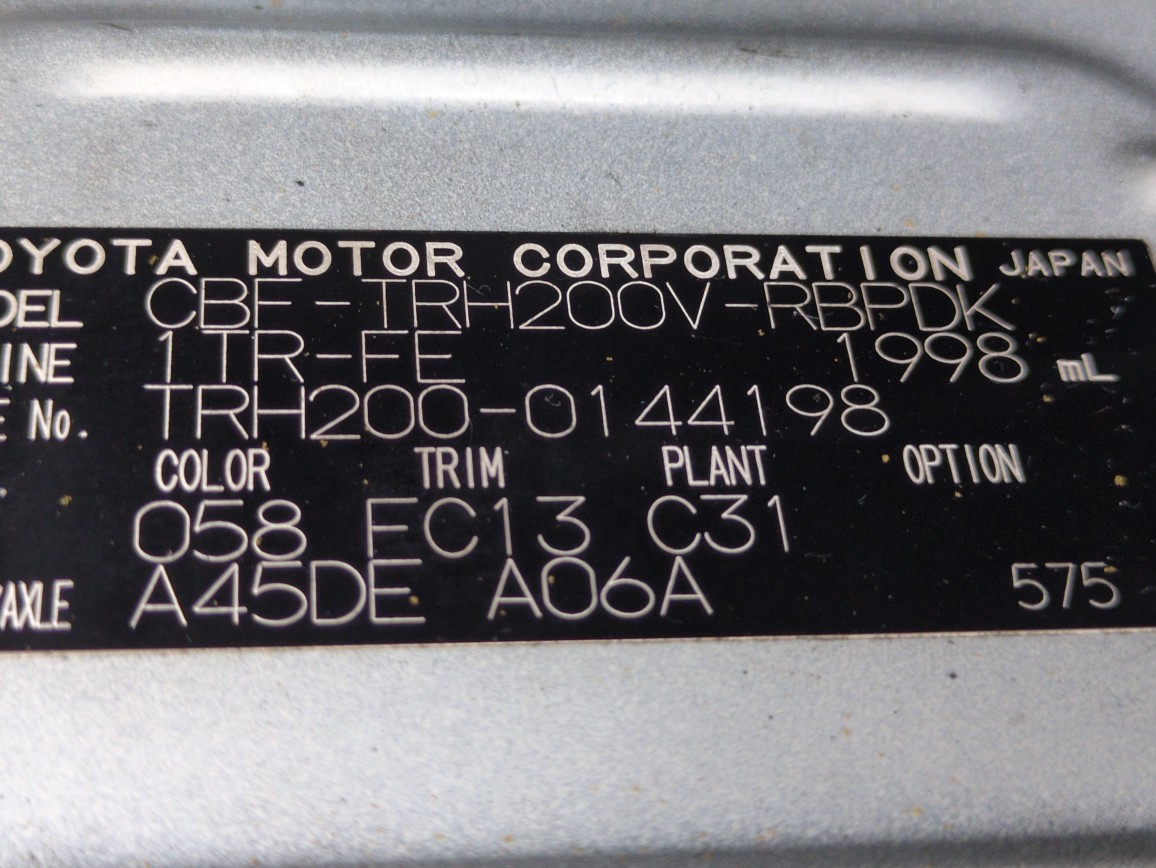 OYOTA MOTOR CORPORATION JAPAN
DEL CBF-TRH200V-RBPDK
INE 1TR-FE 1998 mL
E No. TRH200-0144198
COLOR TRIM PLANT OPTION
058 FC13 C31
/AXLE A45DE A06A 575